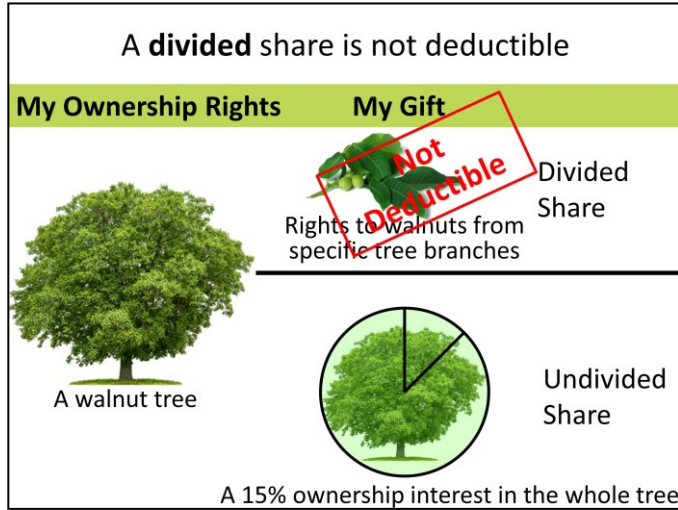 A divided share is not deductible
My Ownership Rights My Gift
Not
Deductible
Divided
Share
Rights to walnuts from
specific tree branches
A walnut tree
Undivided
Share
A 15% ownership interest in the whole tree